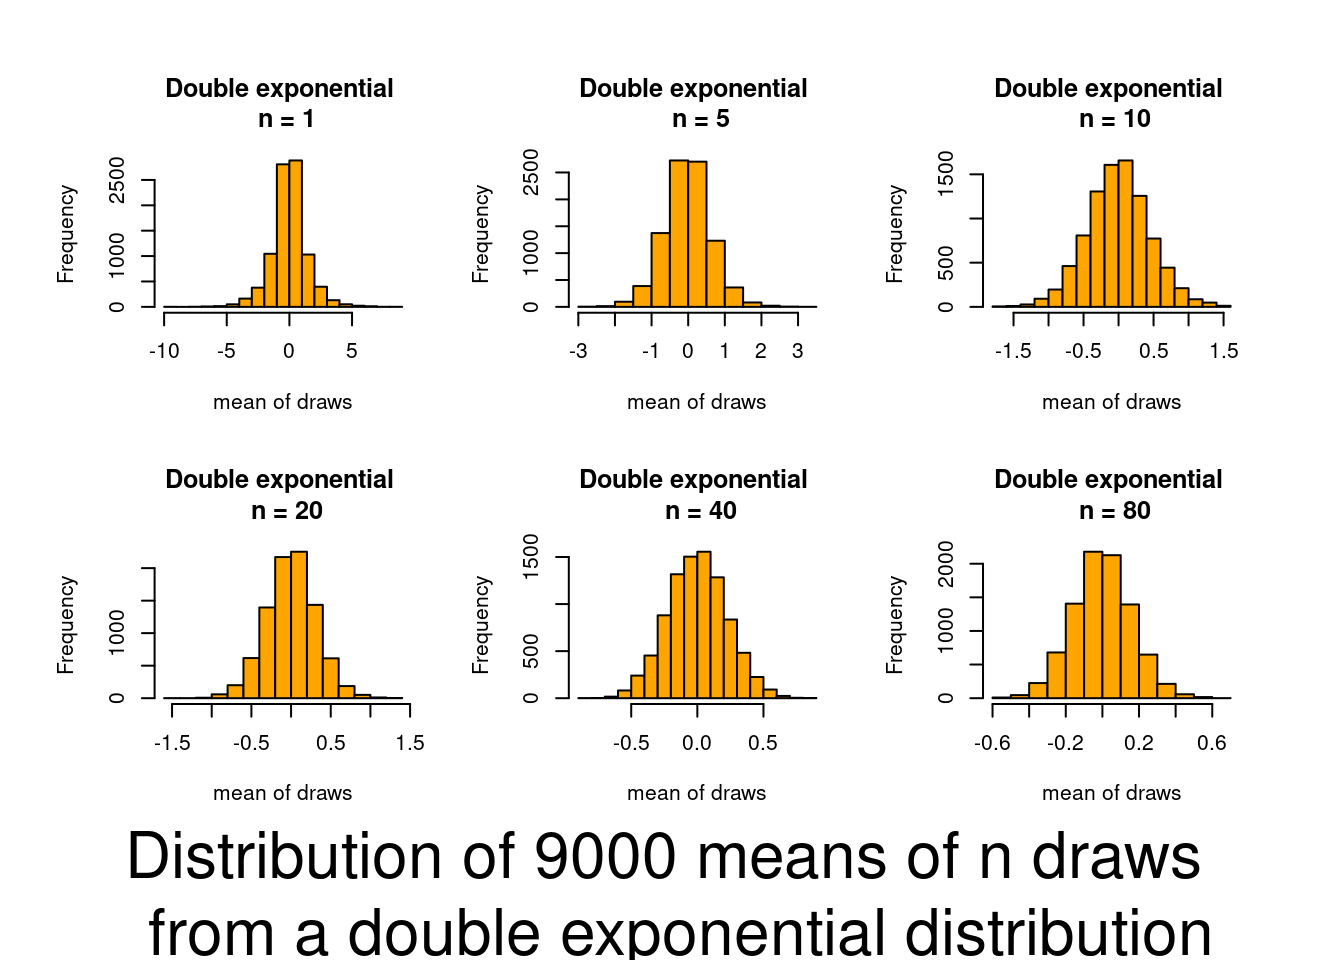 Double exponential
n = 1
Frequency
0 1000 2500
-10 -5 0 5
mean of draws
Double exponential
n = 5
Frequency
0 1000 2500
-3 -1 0 1 2 3
mean of draws
Double exponential
n = 10
Frequency
0 500 1500
-1.5 -0.5 0.5 1.5
mean of draws
Double exponential
n = 20
Frequency
0 1000
-1.5 -0.5 0.5 1.5
mean of draws
Double exponential
n = 40
Frequency
0 500 1500
-0.5 0.0 0.5
mean of draws
Double exponential
n = 80
Frequency
0 1000 2000
-0.6 -0.2 0.2 0.6
mean of draws
Distribution of 9000 means of n draws
from a double exponential distribution